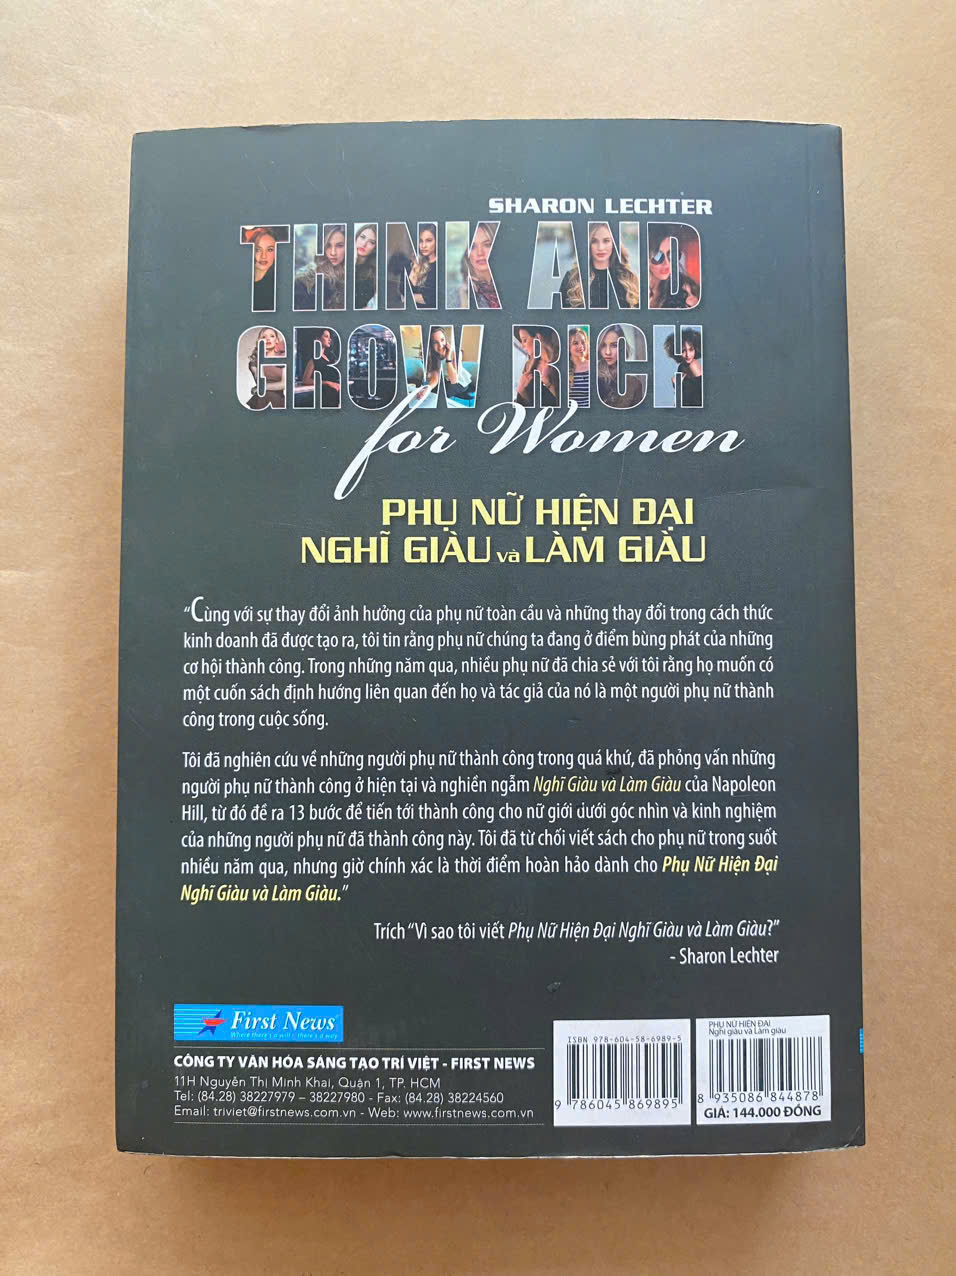 SHARON LECHTER
THINK AND
GROW RICH
for Women
PHỤ NỮ HIỆN ĐẠI
NGHĨ GIÀU và LÀM GIÀU
“Cùng với sự thay đổi ảnh hưởng của phụ nữ toàn cầu và những thay đổi trong cách thức
kinh doanh đã được tạo ra, tôi tin rằng phụ nữ chúng ta đang ở điểm bùng phát của những
cơ hội thành công. Trong những năm qua, nhiều phụ nữ đã chia sẻ với tôi rằng họ muốn có
một cuốn sách định hướng liên quan đến họ và tác giả của nó là một người phụ nữ thành
công trong cuộc sống.
Tôi đã nghiên cứu về những người phụ nữ thành công trong quá khứ, đã phỏng vấn những
người phụ nữ thành công ở hiện tại và nghiền ngẫm Nghĩ Giàu và Làm Giàu của Napoleon
Hill, từ đó đề ra 13 bước để tiến tới thành công cho nữ giới dưới góc nhìn và kinh nghiệm
của những người phụ nữ đã thành công này. Tôi đã từ chối viết sách cho phụ nữ trong suốt
nhiều năm qua, nhưng giờ chính xác là thời điểm hoàn hảo dành cho Phụ Nữ Hiện Đại
Nghĩ Giàu và Làm Giàu.”
Trích “Vì sao tôi viết Phụ Nữ Hiện Đại Nghĩ Giàu và Làm Giàu?”
- Sharon Lechter
First News
Where there's a will, there's a way
CÔNG TY VĂN HÓA SÁNG TẠO TRÍ VIỆT - FIRST NEWS
11H Nguyễn Thị Minh Khai, Quận 1, TP. HCM
Tel: (84.28) 38227979 – 38227980 - Fax: (84.28) 38224560
Email: triviet@firstnews.com.vn - Web: www.firstnews.com.vn
ISBN 978-604-58-6989-5
9 786045 869895
PHỤ NỮ HIỆN ĐẠI
Nghĩ giàu và Làm giàu
8 935086 844878
GIÁ: 144.000 ĐỒNG